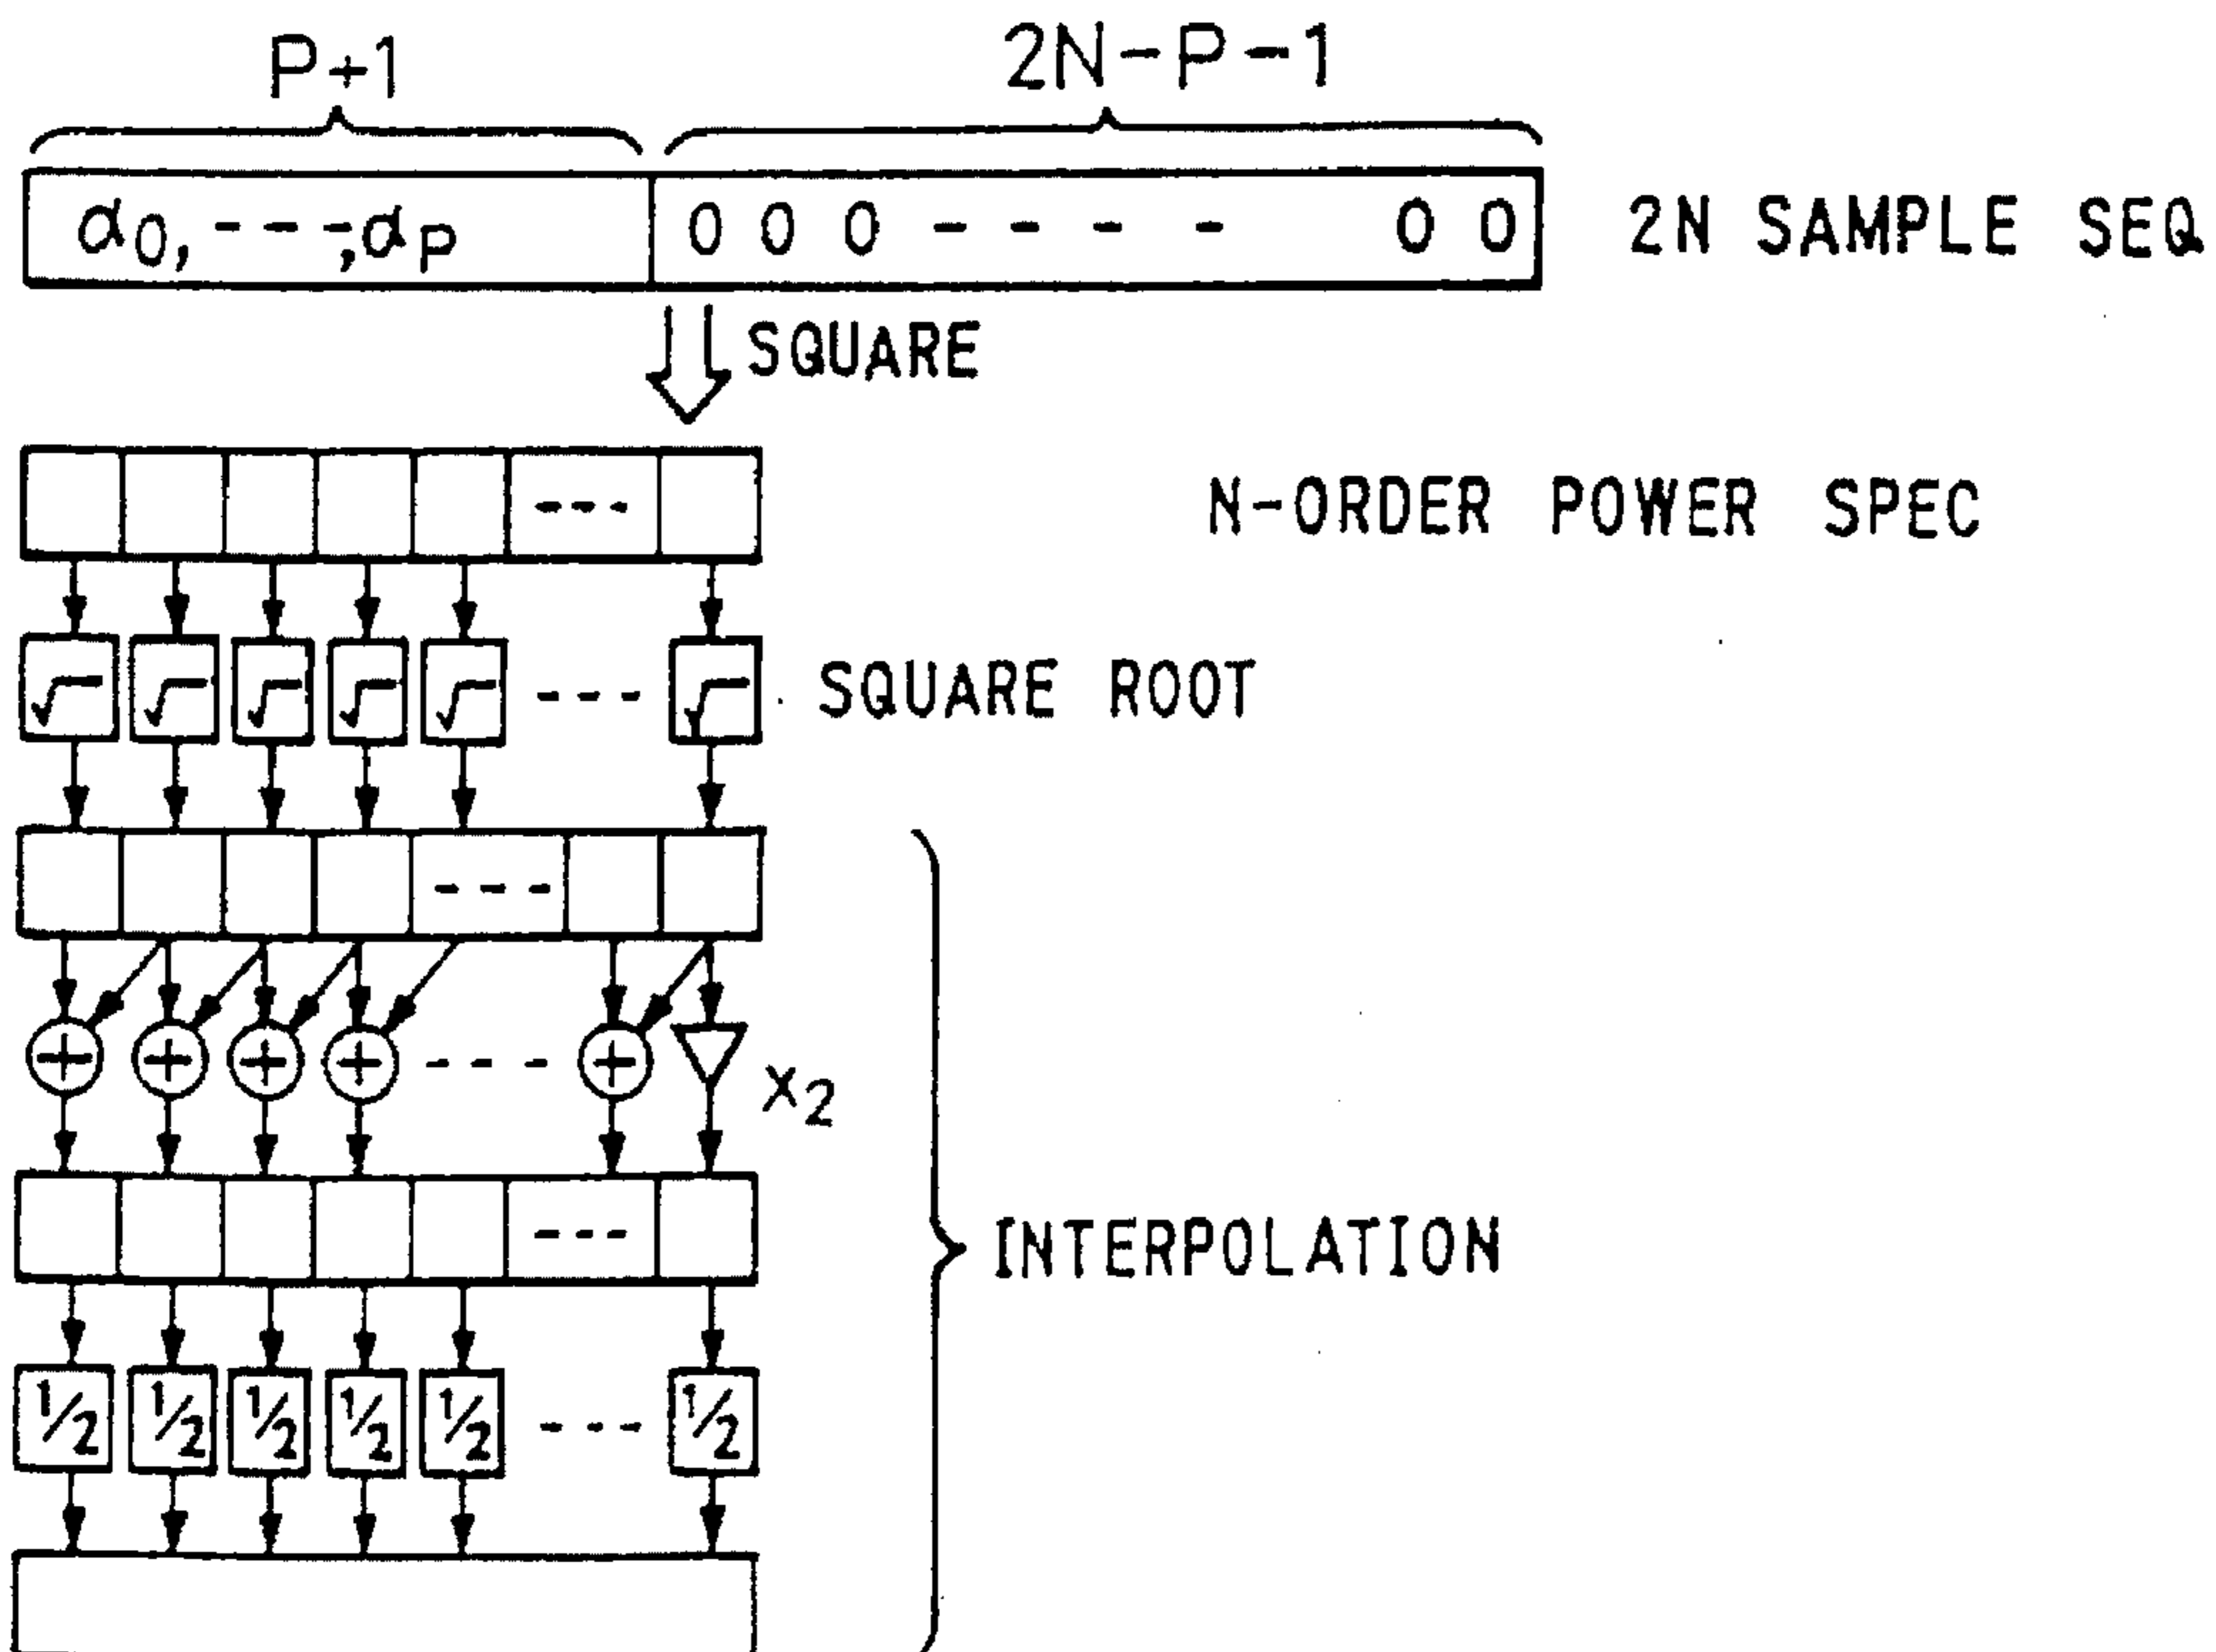 P+1 2N-P-1
α0,---,αP 0 0 0 - - - - 0 0 2N SAMPLE SEQ
SQUARE
--- N-ORDER POWER SPEC
√ √ √ √ √ --- √ SQUARE ROOT
---
+ + + + --- + X2
---
INTERPOLATION
1/2 1/2 1/2 1/2 1/2 --- 1/2